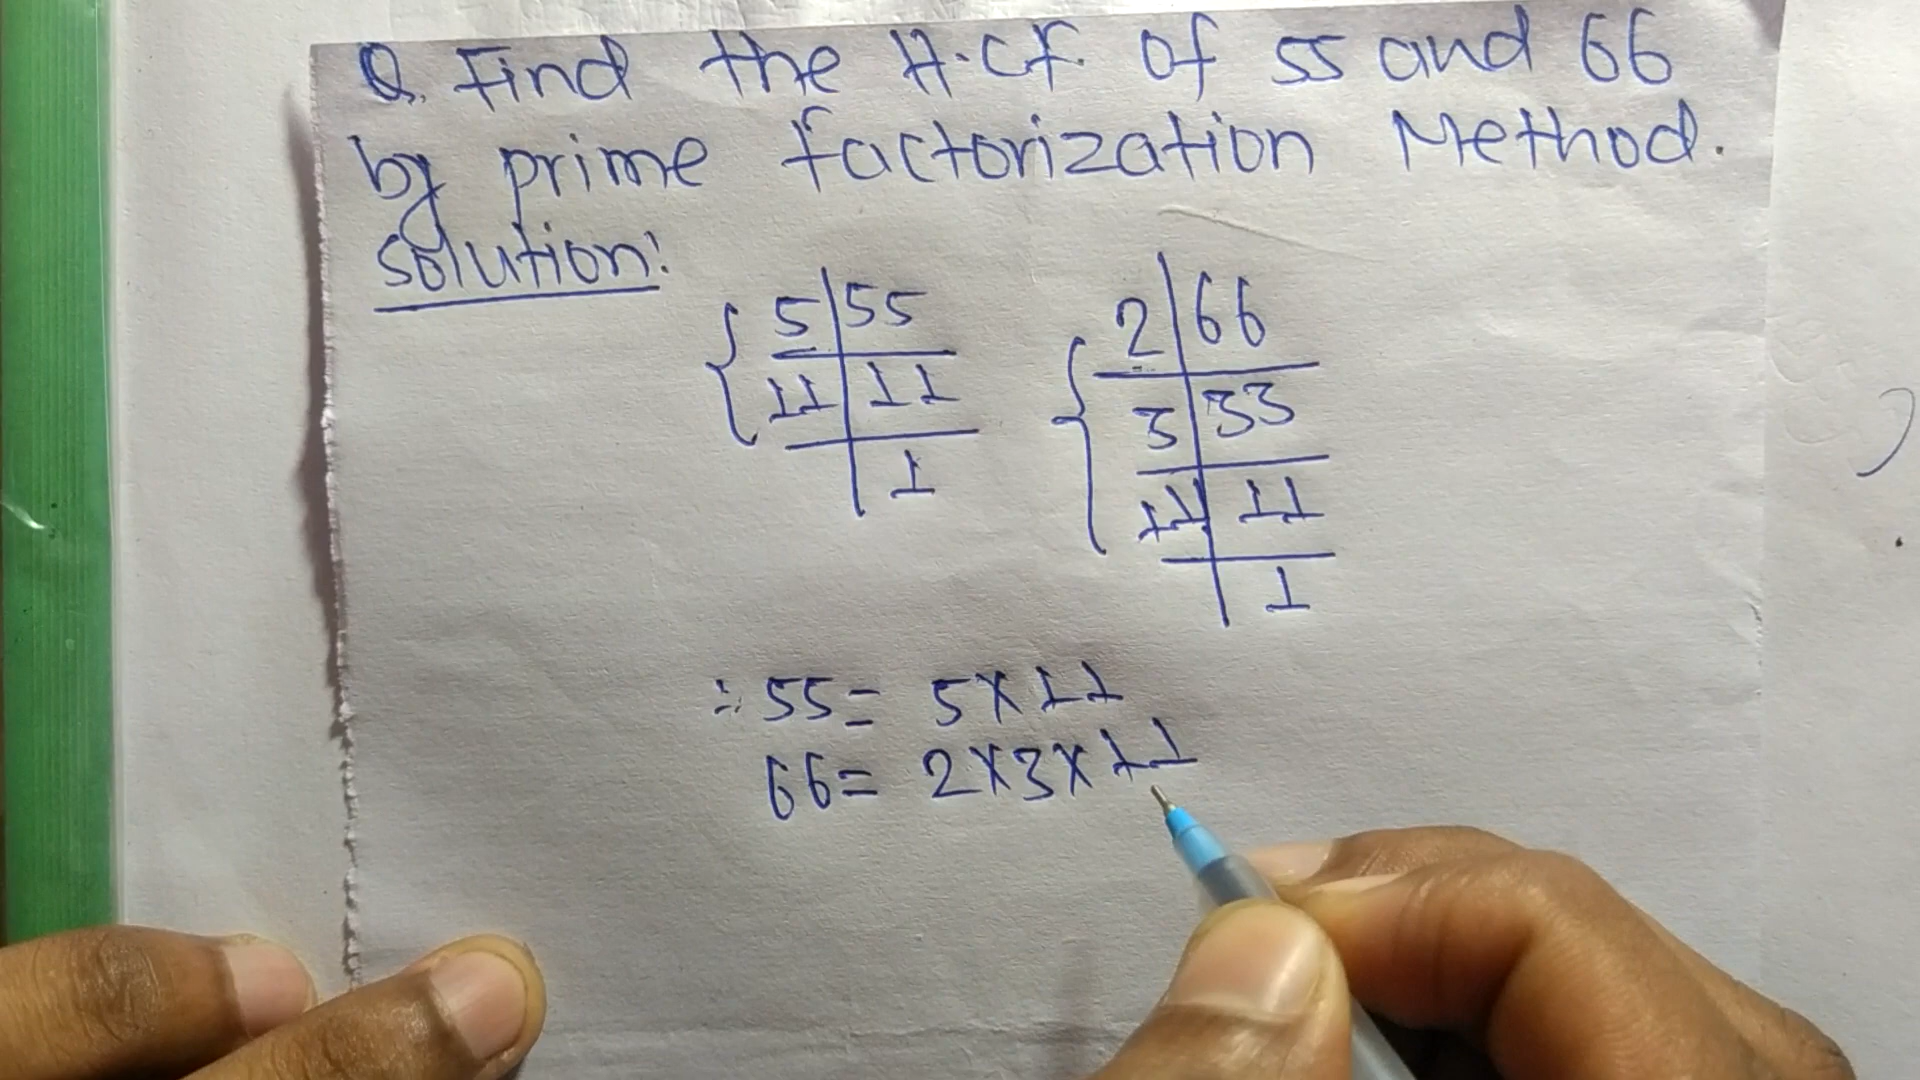 Q. Find the H.C.F. Of 55 and 66
by prime factorization Method.
solution:
5|55
11|11
1
2|66
3|33
11|11
1
∴ 55= 5×11
66= 2×3×11